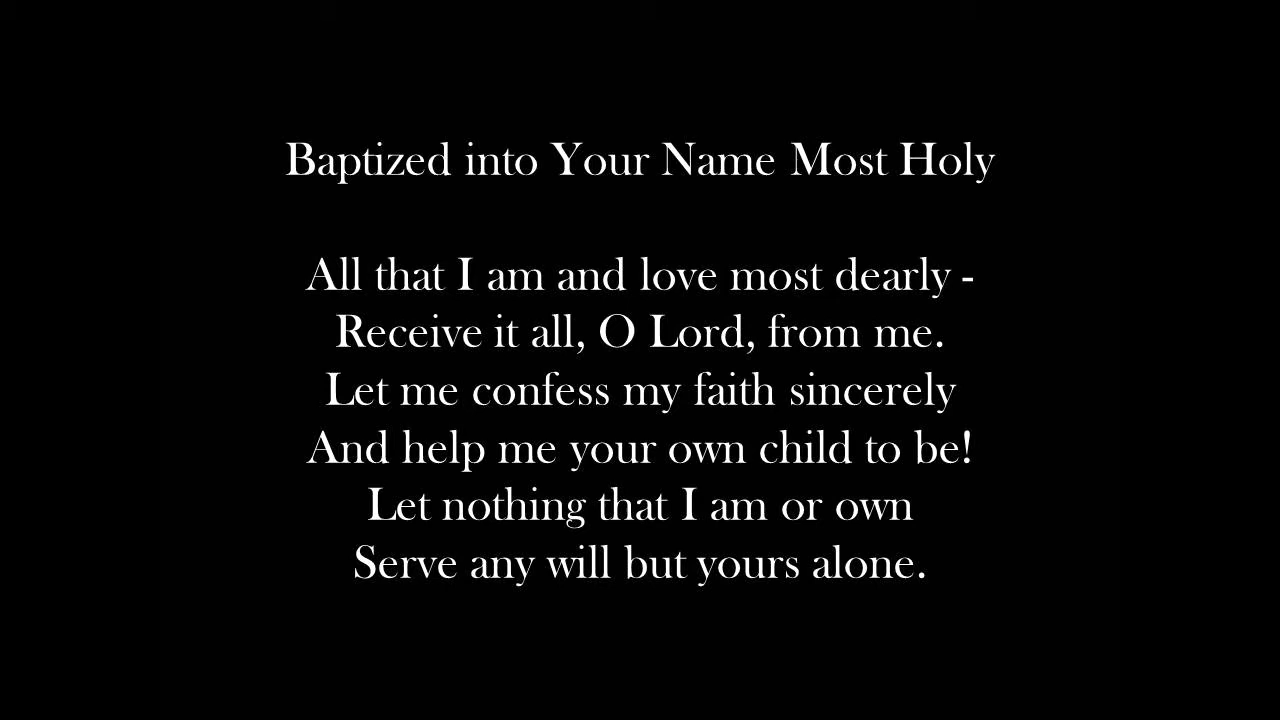 Baptized into Your Name Most Holy
All that I am and love most dearly -
Receive it all, O Lord, from me.
Let me confess my faith sincerely
And help me your own child to be!
Let nothing that I am or own
Serve any will but yours alone.